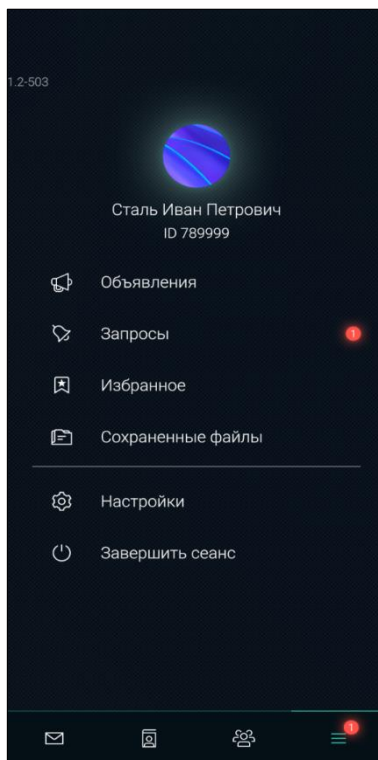 1.2-503
Сталь Иван Петрович
ID 789999
Объявления
Запросы
1
Избранное
Сохраненные файлы
Настройки
Завершить сеанс
1